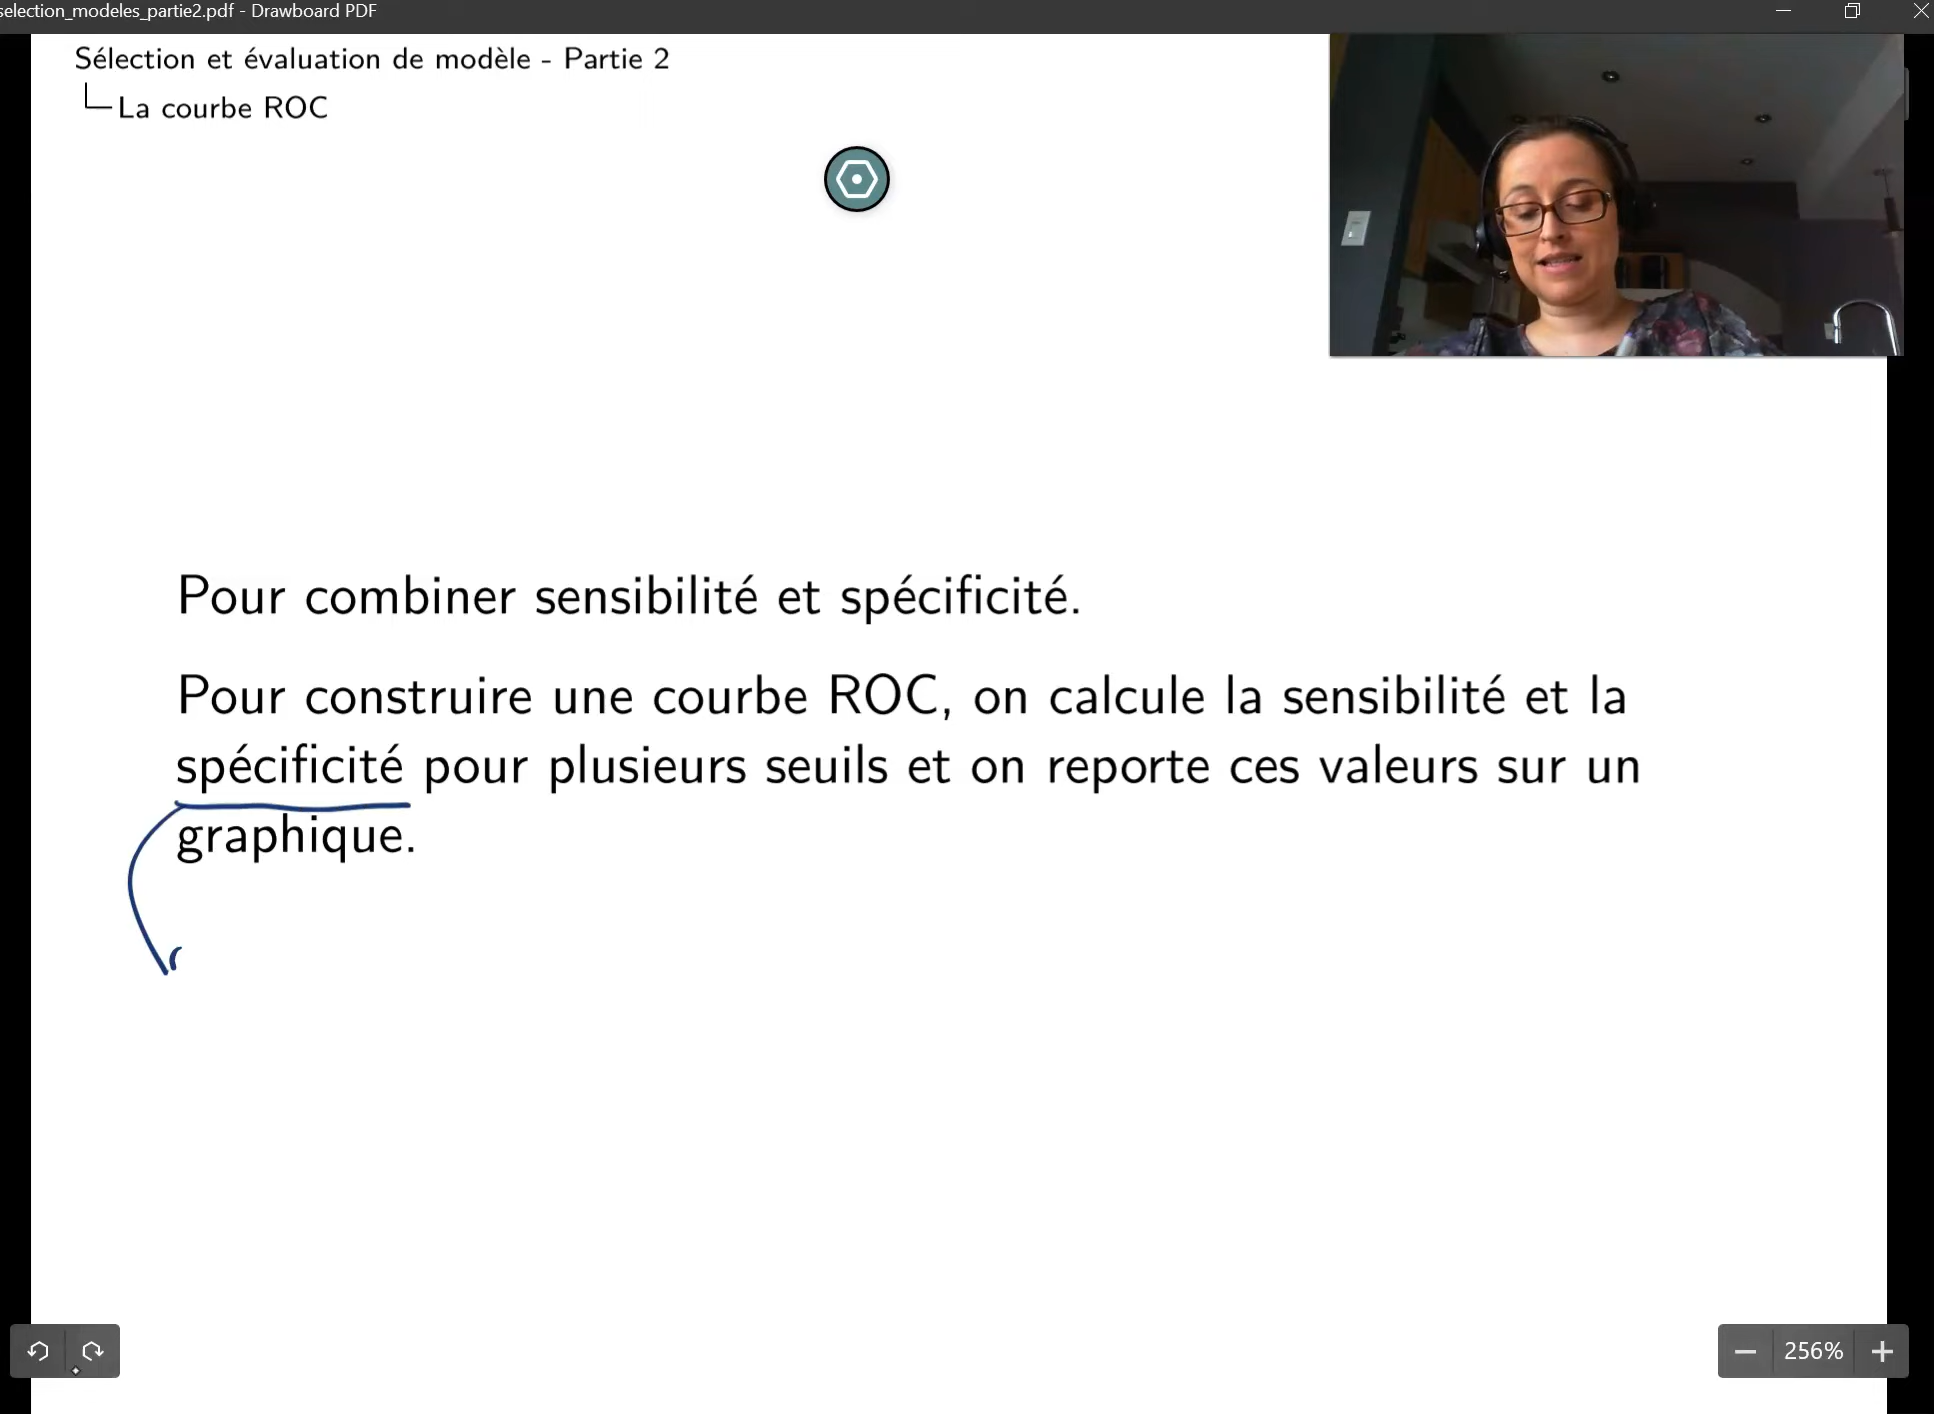 selection_modeles_partie2.pdf - Drawboard PDF
Sélection et évaluation de modèle - Partie 2
La courbe ROC
Pour combiner sensibilité et spécificité.
Pour construire une courbe ROC, on calcule la sensibilité et la
spécificité pour plusieurs seuils et on reporte ces valeurs sur un
graphique.
256%